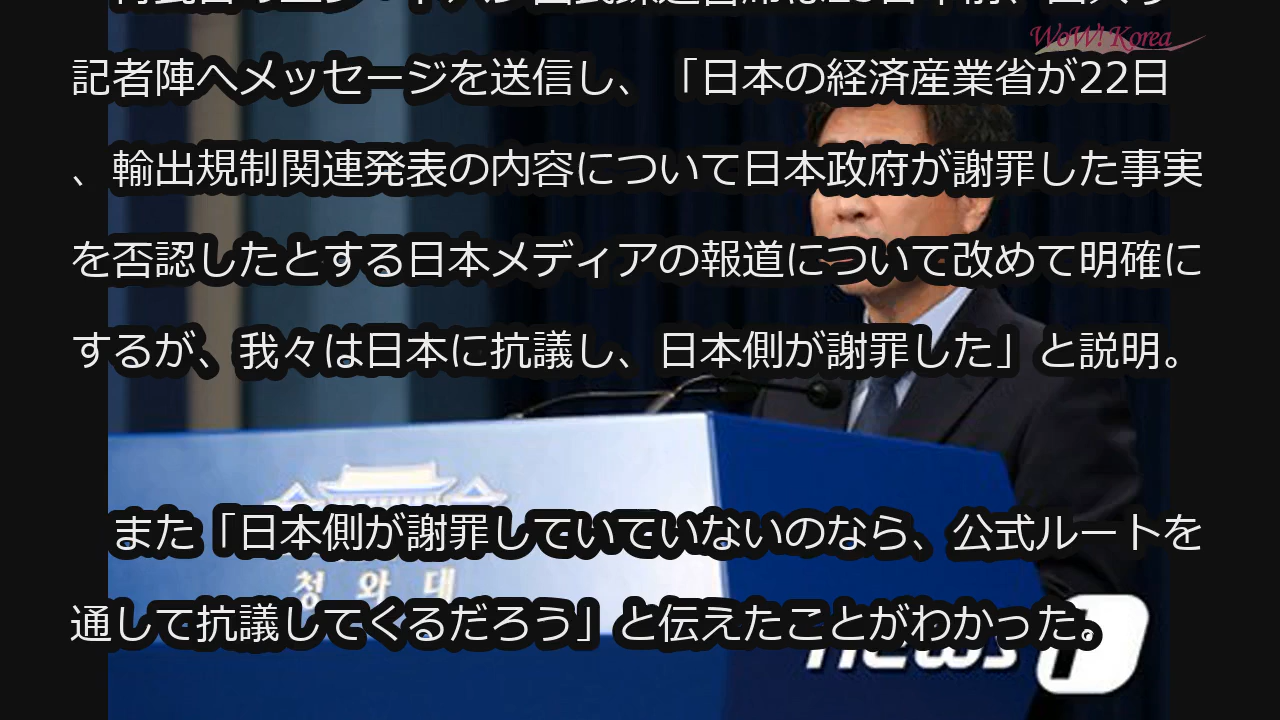 WoW! Korea
記者陣へメッセージを送信し、「日本の経済産業省が22日
、輸出規制関連発表の内容について日本政府が謝罪した事実
を否認したとする日本メディアの報道について改めて明確に
するが、我々は日本に抗議し、日本側が謝罪した」と説明。
また「日本側が謝罪していていないのなら、公式ルートを
청와대
通して抗議してくるだろう」と伝えたことがわかった。
news1